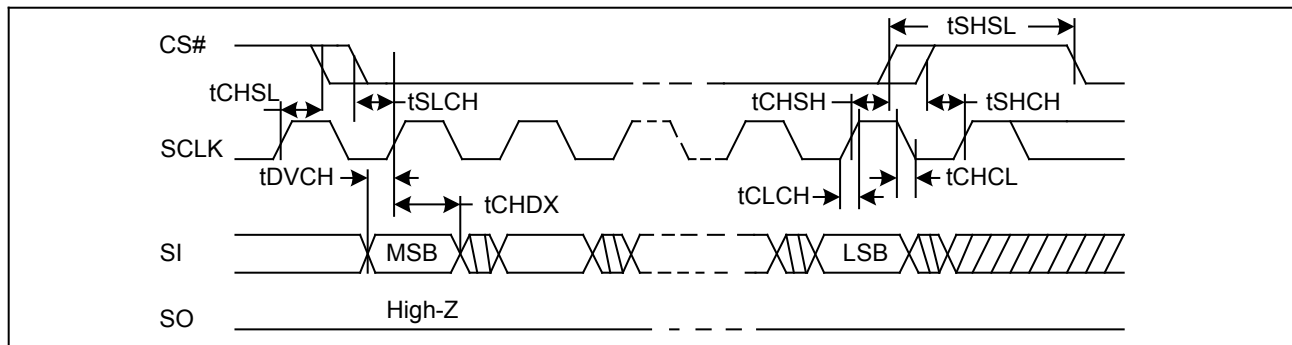 CS#
tSHSL
tCHSL
tSLCH
tCHSH
tSHCH
SCLK
tDVCH
tCHDX
tCLCH
tCHCL
SI
MSB
LSB
SO
High-Z